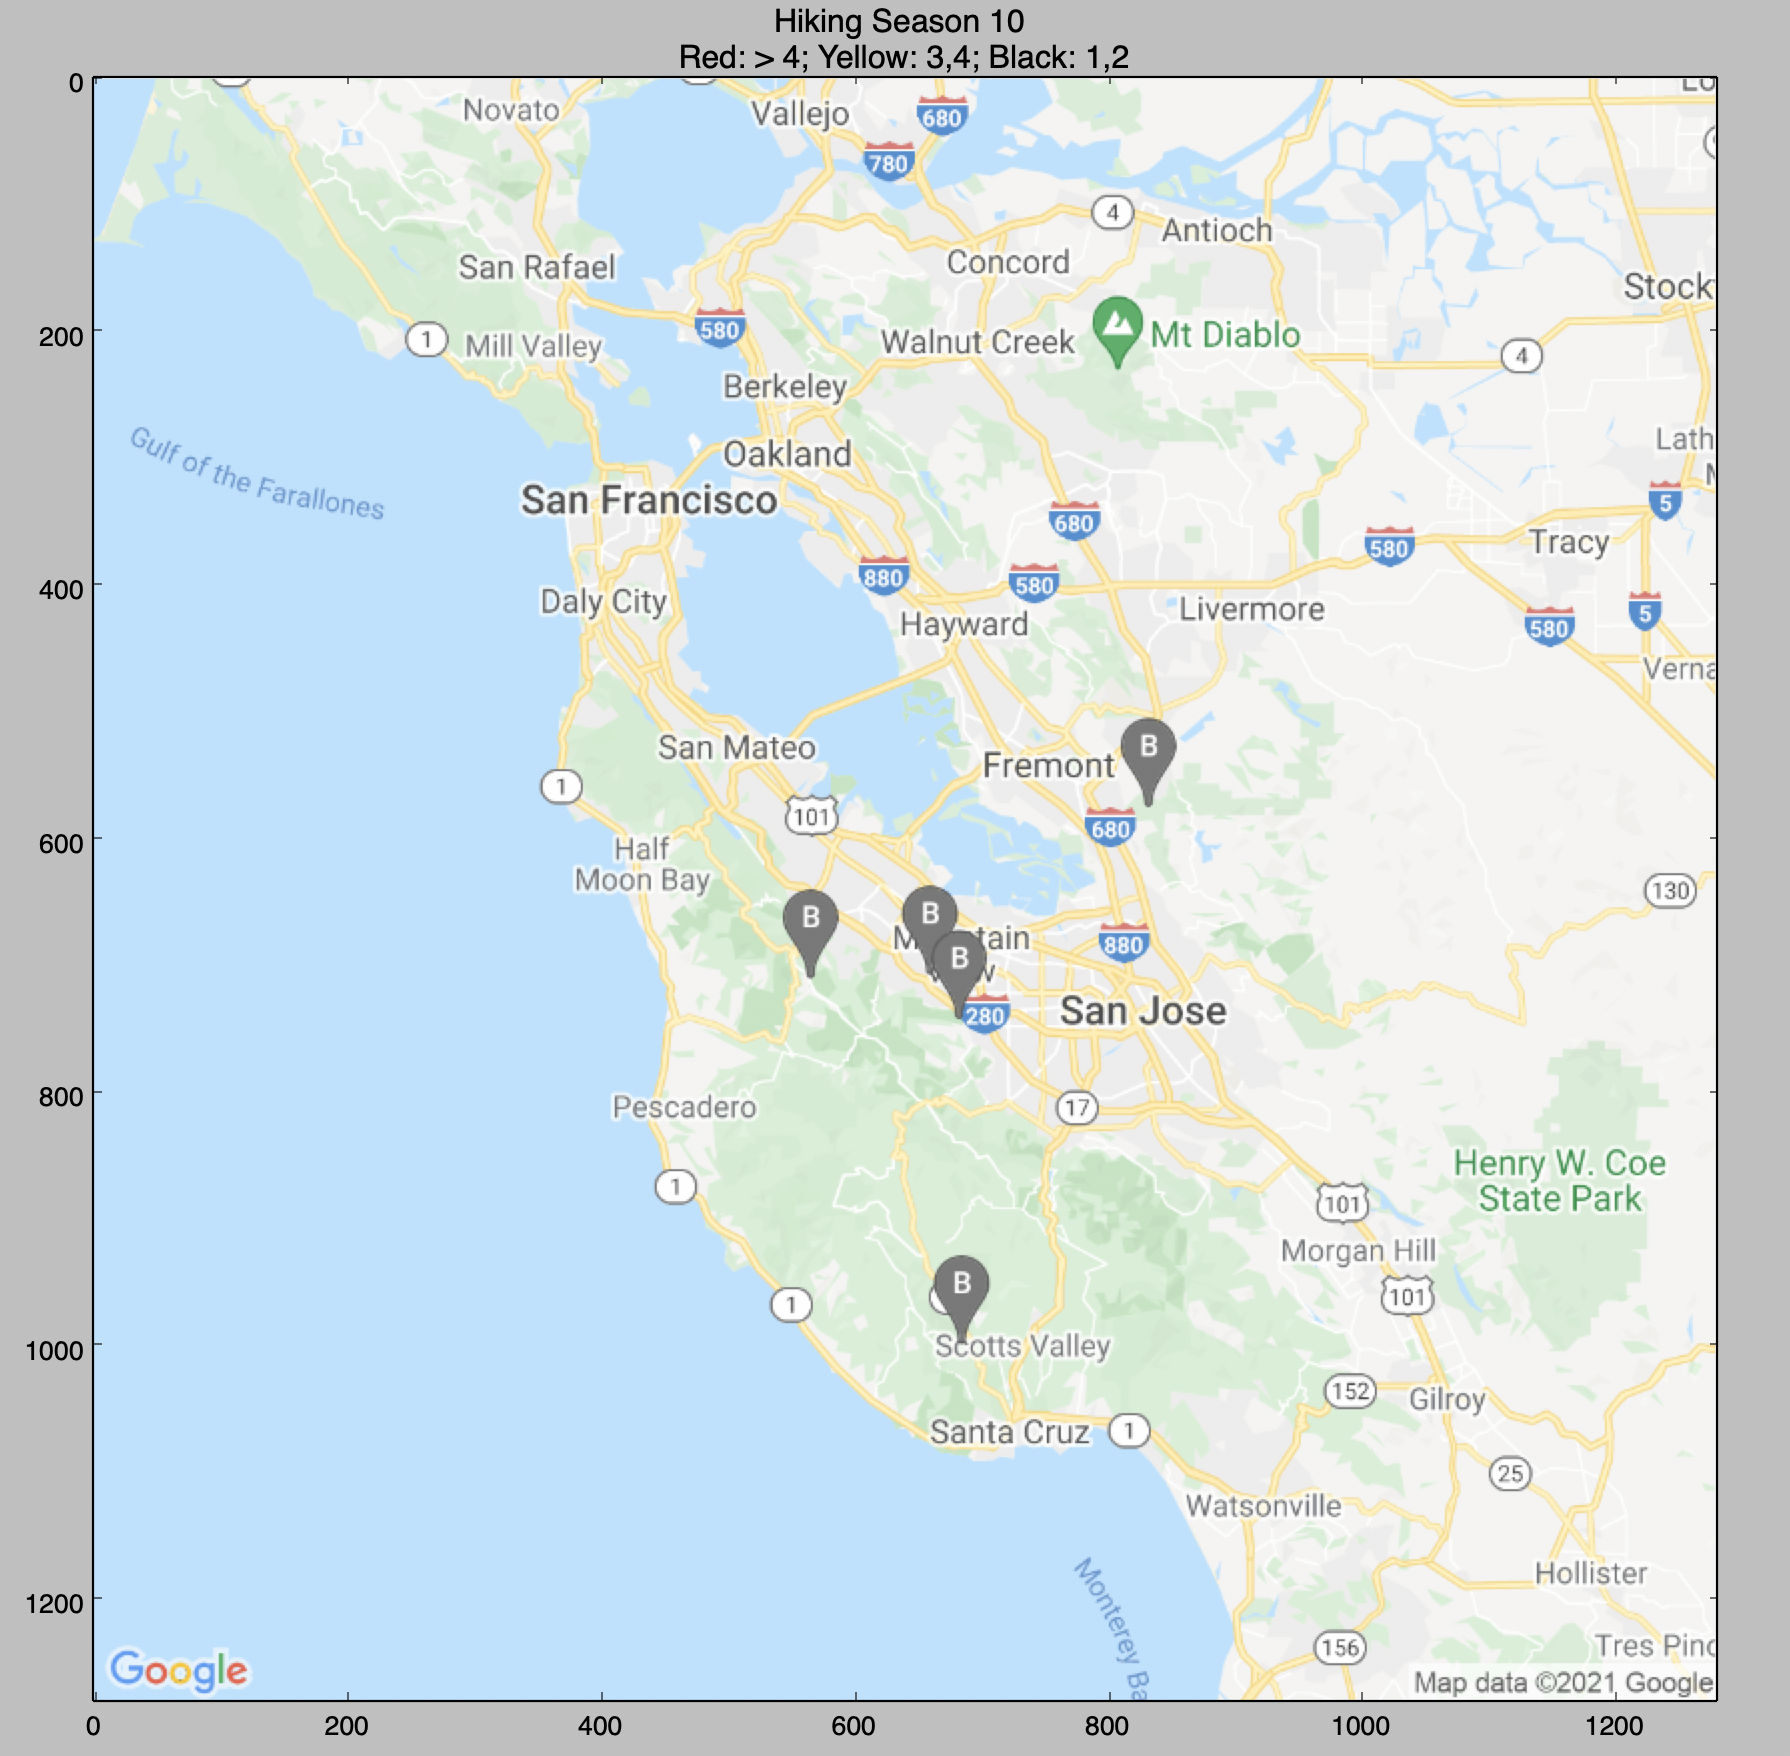 Hiking Season 10
Red: > 4; Yellow: 3,4; Black: 1,2
0
Novato
Vallejo
680
780
4
Antioch
San Rafael
Concord
Stock
200
1
Mill Valley
580
Walnut Creek
Mt Diablo
4
Berkeley
Gulf of the Farallones
Oakland
Lath
San Francisco
680
5
880
580
580
Tracy
400
Daly City
Hayward
Livermore
580
5
Verna
San Mateo
Fremont
B
1
101
680
600
Half
Moon Bay
130
B
B
B
880
280
San Jose
800
Pescadero
17
1
Henry W. Coe
State Park
101
Morgan Hill
B
1
101
1000
Scotts Valley
152
Gilroy
Santa Cruz
1
25
Watsonville
Monterey Ba
Hollister
1200
156
Tres Pino
Google
Map data ©2021 Google
0
200
400
600
800
1000
1200